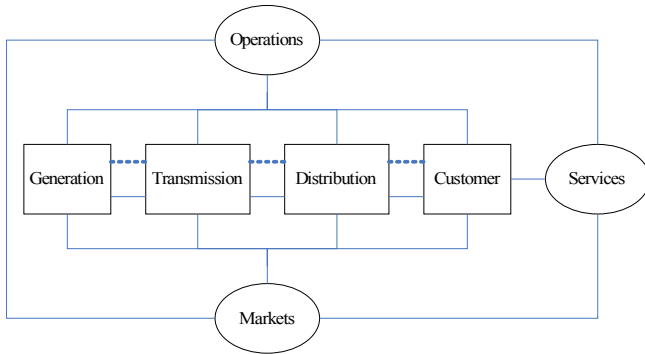 Operations
Generation
Transmission
Distribution
Customer
Services
Markets